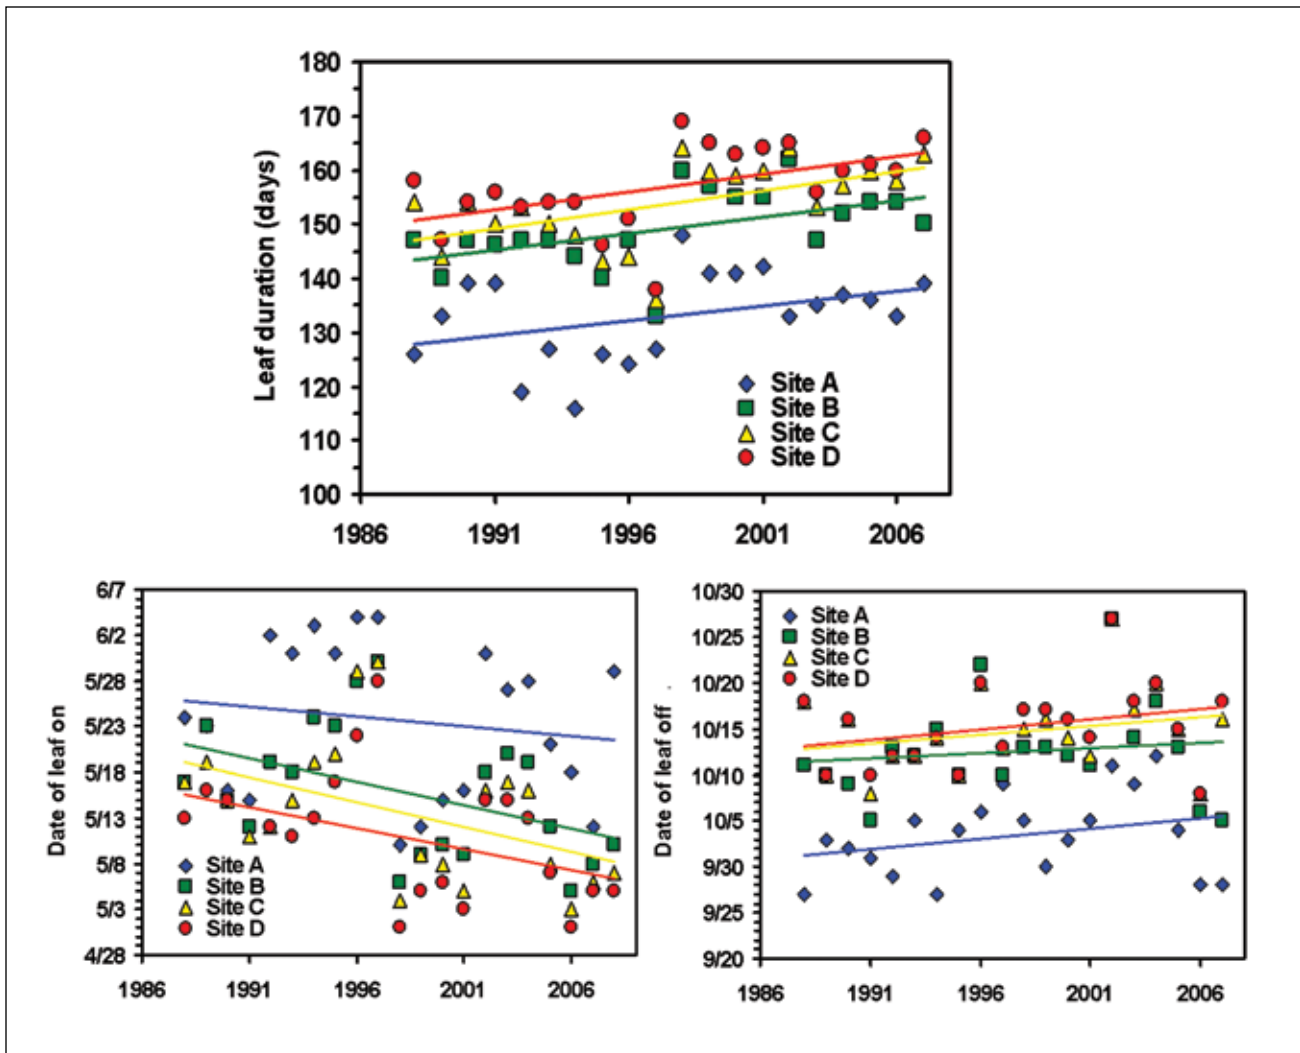 180
170
160
150
140
130
120
110
100
Leaf duration (days)
Site A
Site B
Site C
Site D
1986 1991 1996 2001 2006
6/7
6/2
5/28
5/23
5/18
5/13
5/8
5/3
4/28
Date of leaf on
Site A
Site B
Site C
Site D
1986 1991 1996 2001 2006
10/30
10/25
10/20
10/15
10/10
10/5
9/30
9/25
9/20
Date of leaf off
Site A
Site B
Site C
Site D
1986 1991 1996 2001 2006